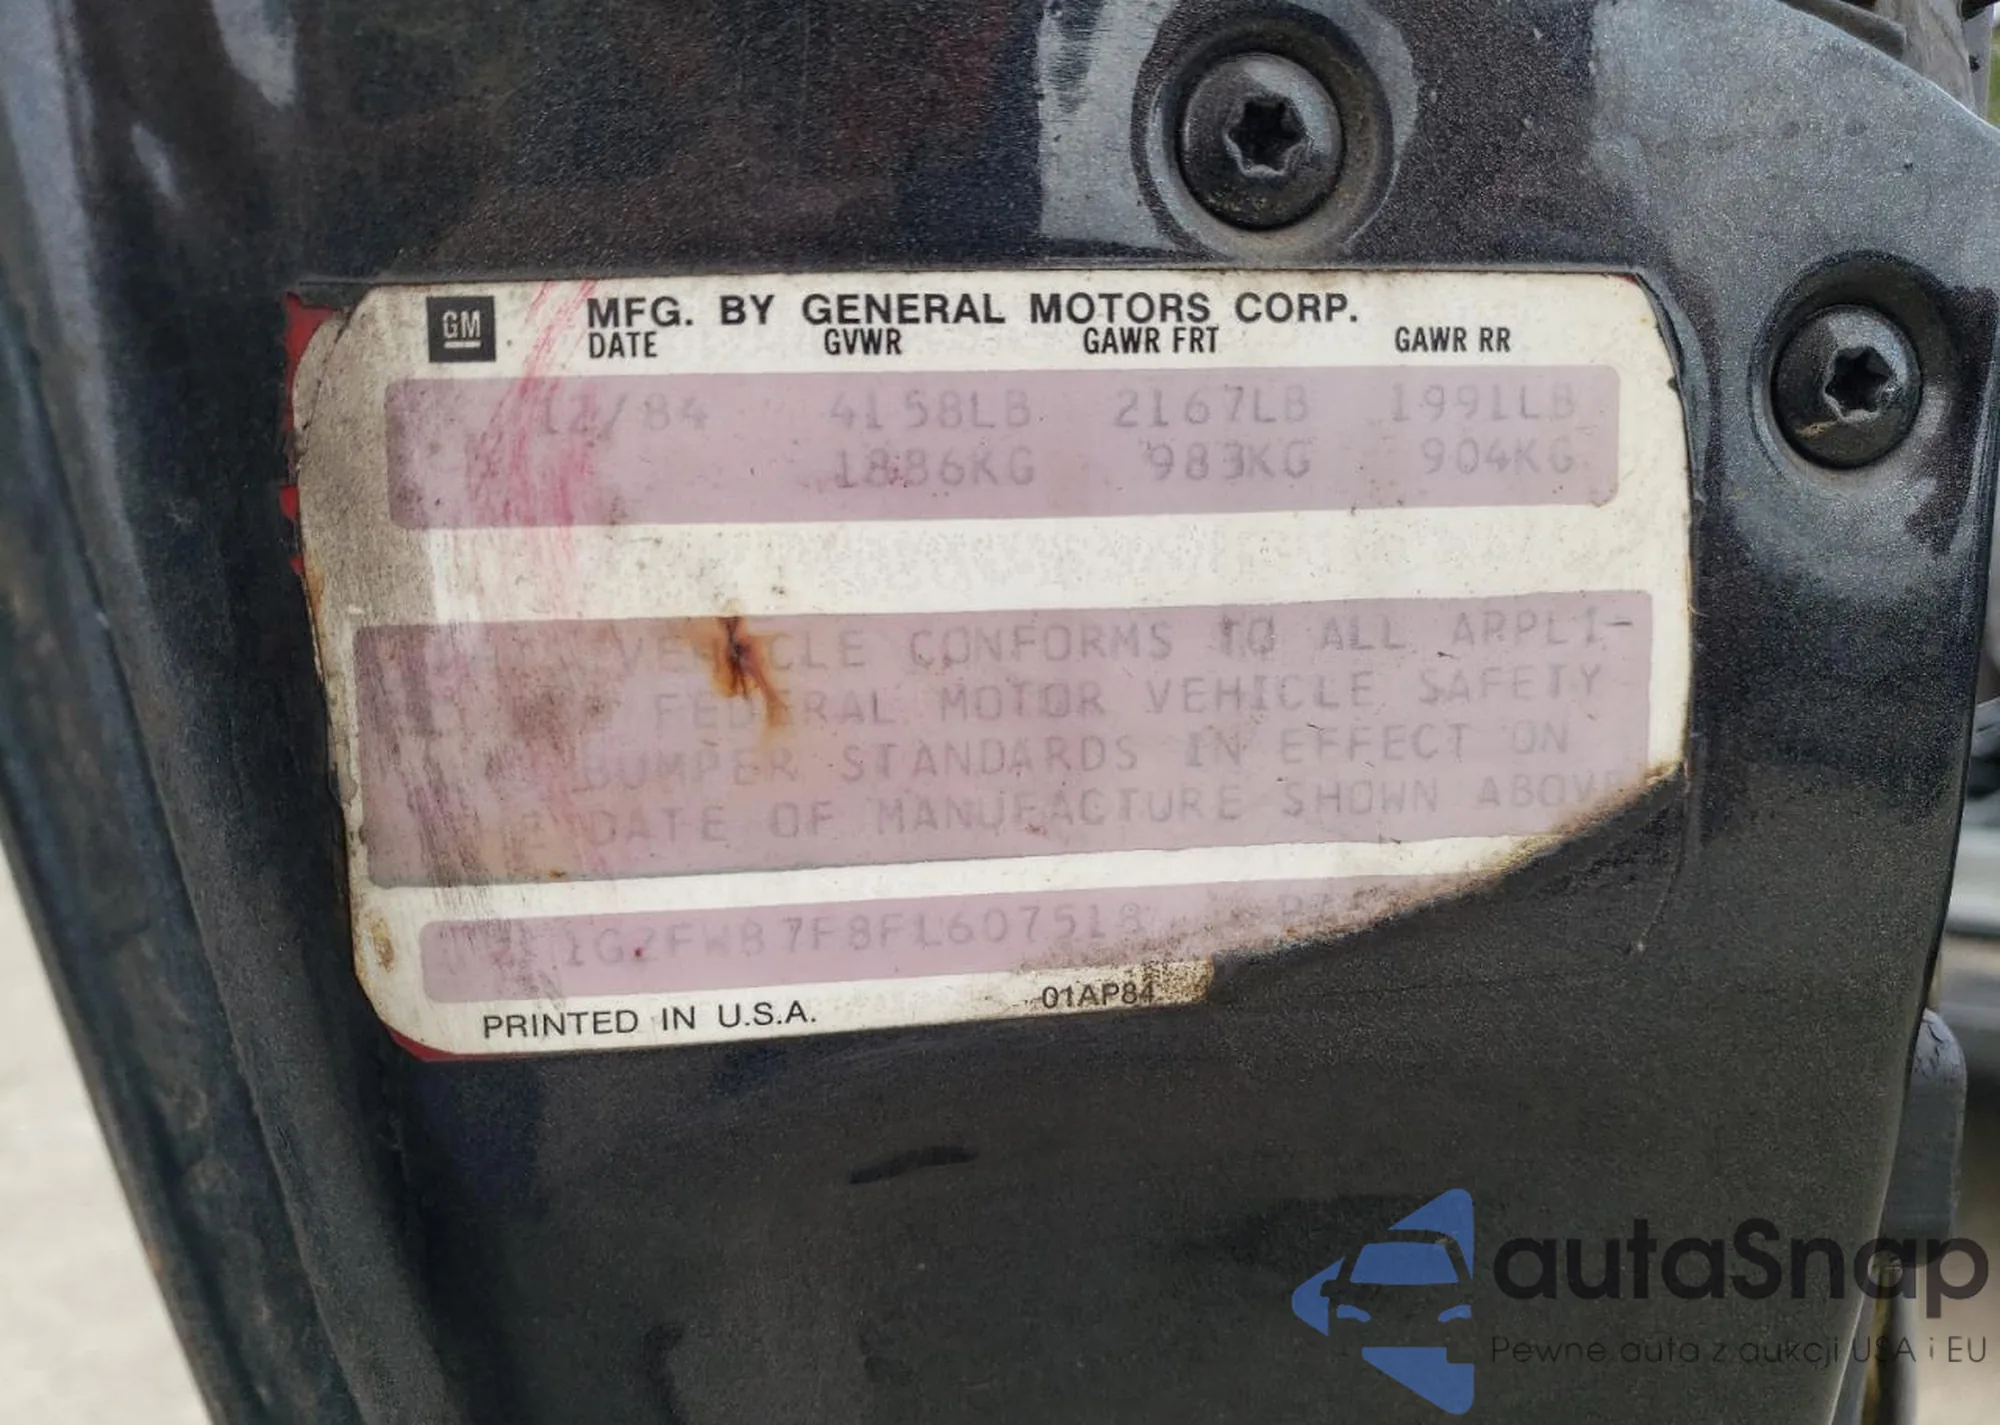 GM
MFG. BY GENERAL MOTORS CORP.
DATE GVWR GAWR FRT GAWR RR
12/84 4158LB 2167LB 1991LB
1886KG 983KG 904KG
VEHICLE CONFORMS TO ALL APPLI-
FEDERAL MOTOR VEHICLE SAFETY
BUMPER STANDARDS IN EFFECT ON
DATE OF MANUFACTURE SHOWN ABOV
1G2FW87F8FL607518
PRINTED IN U.S.A. 01AP84
autaSnap
Pewne auta z aukcji USA i EU